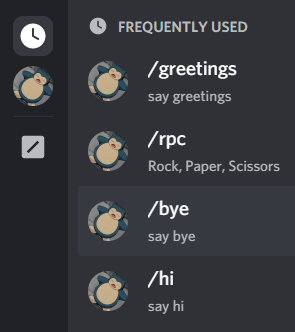 FREQUENTLY USED
/greetings
say greetings
/rpc
Rock, Paper, Scissors
/bye
say bye
/hi
say hi